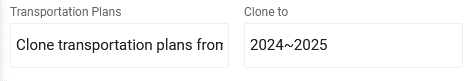 Transportation Plans
Clone to
Clone transportation plans from
2024~2025